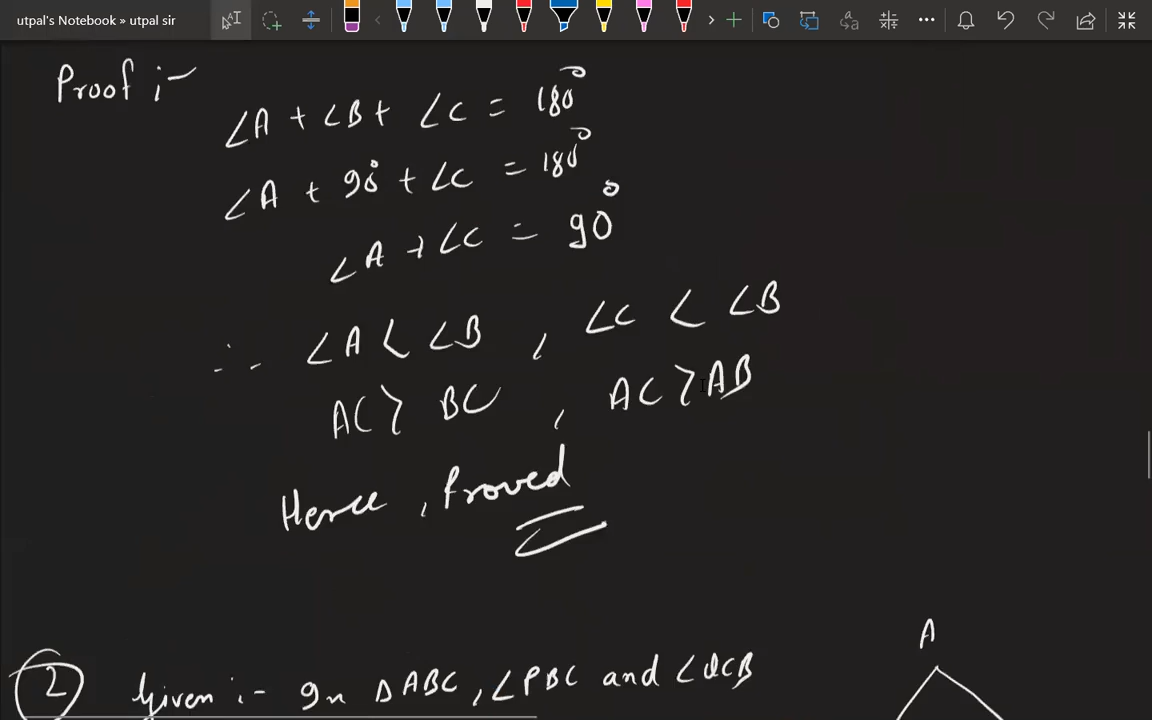 utpal's Notebook » utpal sir
Proof :-
∠A + ∠B + ∠C = 180°
∠A + 90° + ∠C = 180°
∠A + ∠C = 90°
∴ ∠A < ∠B , ∠C < ∠B
AC > BC , AC > AB
Hence , Proved
A
2 Given :- In ΔABC , ∠PBC and ∠QCB